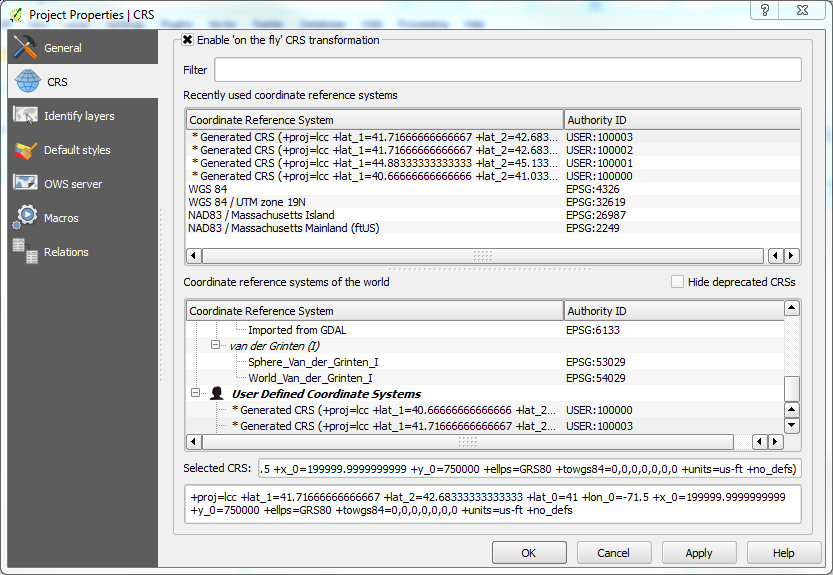 Project Properties | CRS
General
CRS
Identify layers
Default styles
OWS server
Macros
Relations
Enable 'on the fly' CRS transformation
Filter
Recently used coordinate reference systems
Coordinate Reference System Authority ID
* Generated CRS (+proj=lcc +lat_1=41.71666666666667 +lat_2=42.683... USER:100003
* Generated CRS (+proj=lcc +lat_1=41.71666666666667 +lat_2=42.683... USER:100002
* Generated CRS (+proj=lcc +lat_1=44.88333333333333 +lat_2=45.133... USER:100001
* Generated CRS (+proj=lcc +lat_1=40.66666666666666 +lat_2=41.033... USER:100000
WGS 84 EPSG:4326
WGS 84 / UTM zone 19N EPSG:32619
NAD83 / Massachusetts Island EPSG:26987
NAD83 / Massachusetts Mainland (ftUS) EPSG:2249
Coordinate reference systems of the world
Hide deprecated CRSs
Coordinate Reference System Authority ID
Imported from GDAL EPSG:6133
van der Grinten (I)
Sphere_Van_der_Grinten_I EPSG:53029
World_Van_der_Grinten_I EPSG:54029
User Defined Coordinate Systems
* Generated CRS (+proj=lcc +lat_1=40.66666666666666 +lat_2... USER:100000
* Generated CRS (+proj=lcc +lat_1=41.71666666666667 +lat_2... USER:100003
Selected CRS: .5 +x_0=199999.9999999999 +y_0=750000 +ellps=GRS80 +towgs84=0,0,0,0,0,0,0 +units=us-ft +no_defs)
+proj=lcc +lat_1=41.71666666666667 +lat_2=42.68333333333333 +lat_0=41 +lon_0=-71.5 +x_0=199999.9999999999
+y_0=750000 +ellps=GRS80 +towgs84=0,0,0,0,0,0,0 +units=us-ft +no_defs
OK
Cancel
Apply
Help